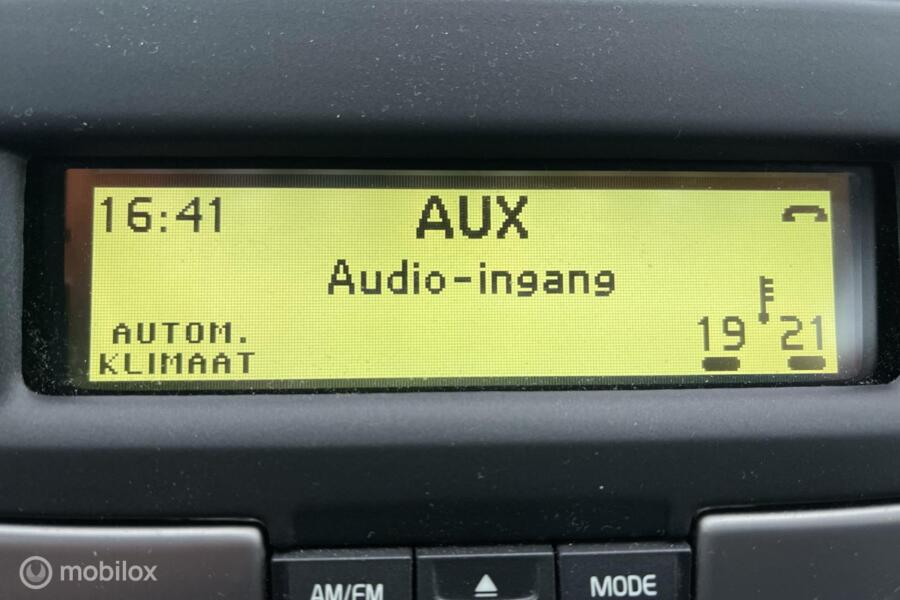 16:41 AUX
Audio-ingang
AUTOM.
KLIMAAT
19 21
AM/FM MODE
mobilox